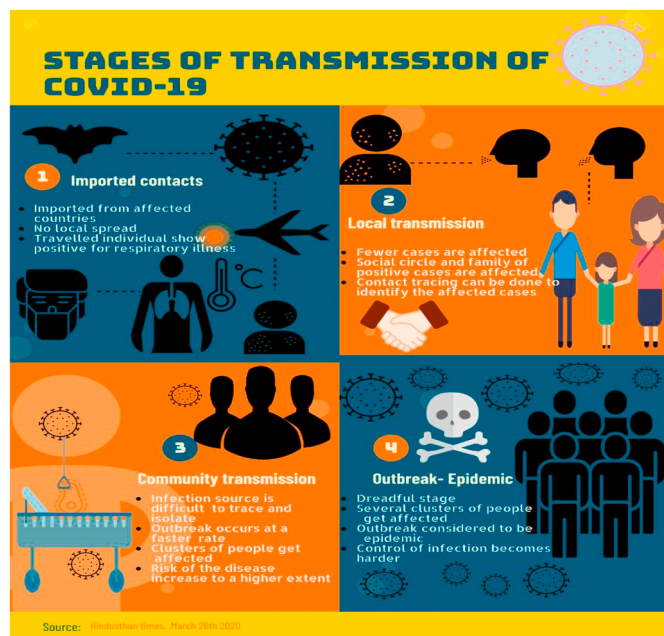 STAGES OF TRANSMISSION OF
COVID-19
1
Imported contacts
Imported from affected
countries
No local spread
Travelled individual show
positive for respiratory illness
°C
2
Local transmission
Fewer cases are affected
Social circle and family of
positive cases are affected
Contact tracing can be done to
identify the affected cases
3
Community transmission
Infection source is
difficult to trace and
isolate
Outbreak occurs at a
faster rate
Clusters of people get
affected
Risk of the disease
increase to a higher extent
4
Outbreak- Epidemic
Dreadful stage
Several clusters of people
get affected
Outbreak considered to be
epidemic
Control of infection becomes
harder
Source: Hindusthan times, March 28th 2020